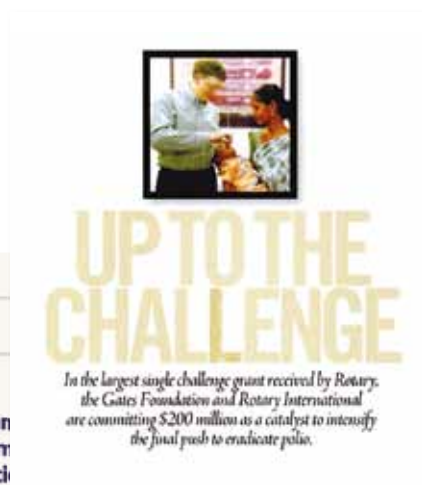 UP TO THE
CHALLENGE
In the largest single challenge grant received by Rotary,
the Gates Foundation and Rotary International
are committing $200 million as a catalyst to intensify
the final push to eradicate polio.
in
m